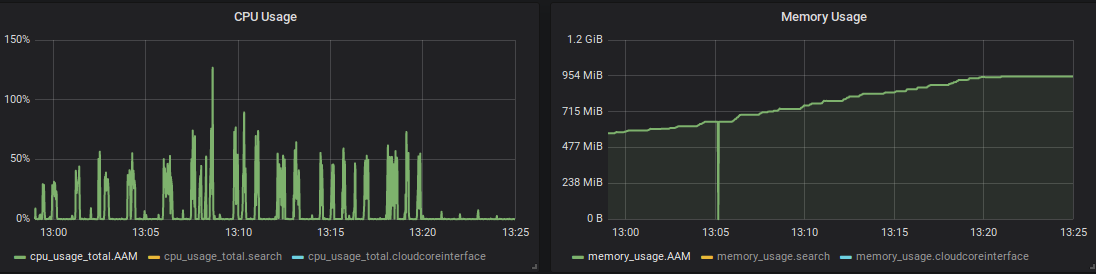 CPU Usage
150%
100%
50%
0%
13:00 13:05 13:10 13:15 13:20 13:25
cpu_usage_total.AAM cpu_usage_total.search cpu_usage_total.cloudcoreinterface
Memory Usage
1.2 GiB
954 MiB
715 MiB
477 MiB
238 MiB
0 B
13:00 13:05 13:10 13:15 13:20 13:25
memory_usage.AAM memory_usage.search memory_usage.cloudcoreinterface